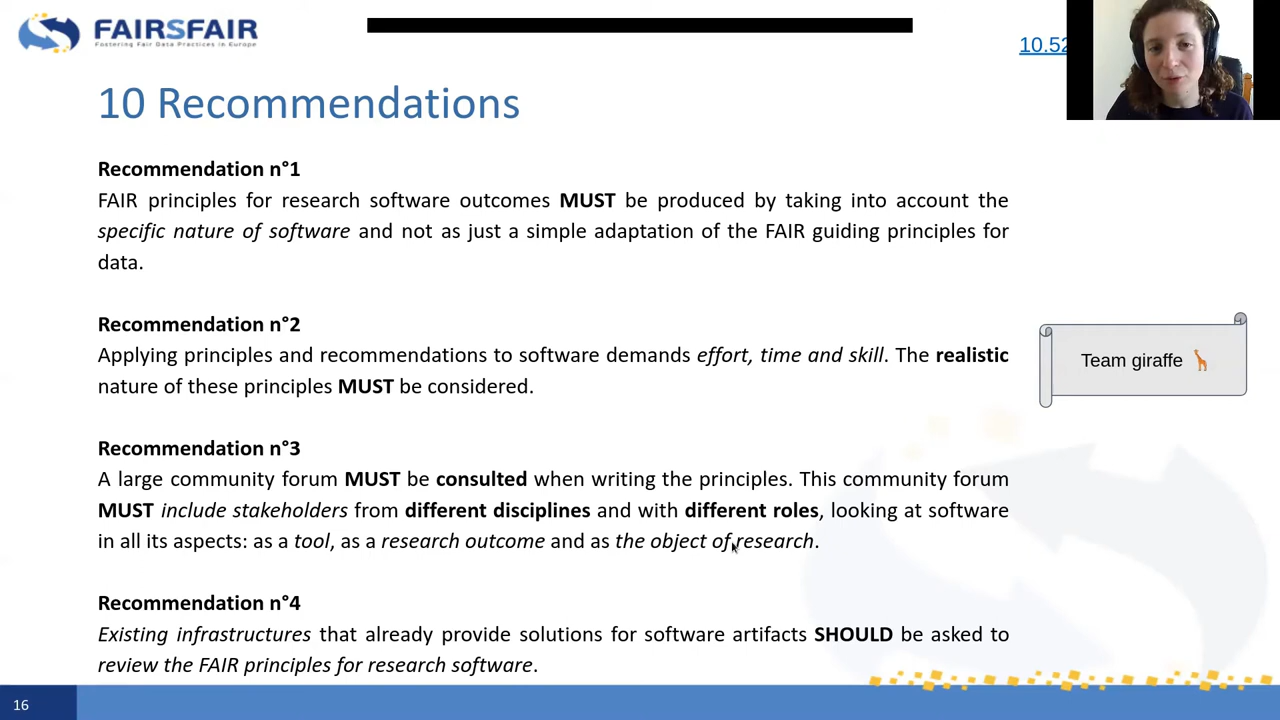 FAIRSFAIR
Fostering Fair Data Practices in Europe
10.52
10 Recommendations
Recommendation n°1
FAIR principles for research software outcomes MUST be produced by taking into account the
specific nature of software and not as just a simple adaptation of the FAIR guiding principles for
data.
Recommendation n°2
Applying principles and recommendations to software demands effort, time and skill. The realistic
nature of these principles MUST be considered.
Team giraffe 🦒
Recommendation n°3
A large community forum MUST be consulted when writing the principles. This community forum
MUST include stakeholders from different disciplines and with different roles, looking at software
in all its aspects: as a tool, as a research outcome and as the object of research.
Recommendation n°4
Existing infrastructures that already provide solutions for software artifacts SHOULD be asked to
review the FAIR principles for research software.
16